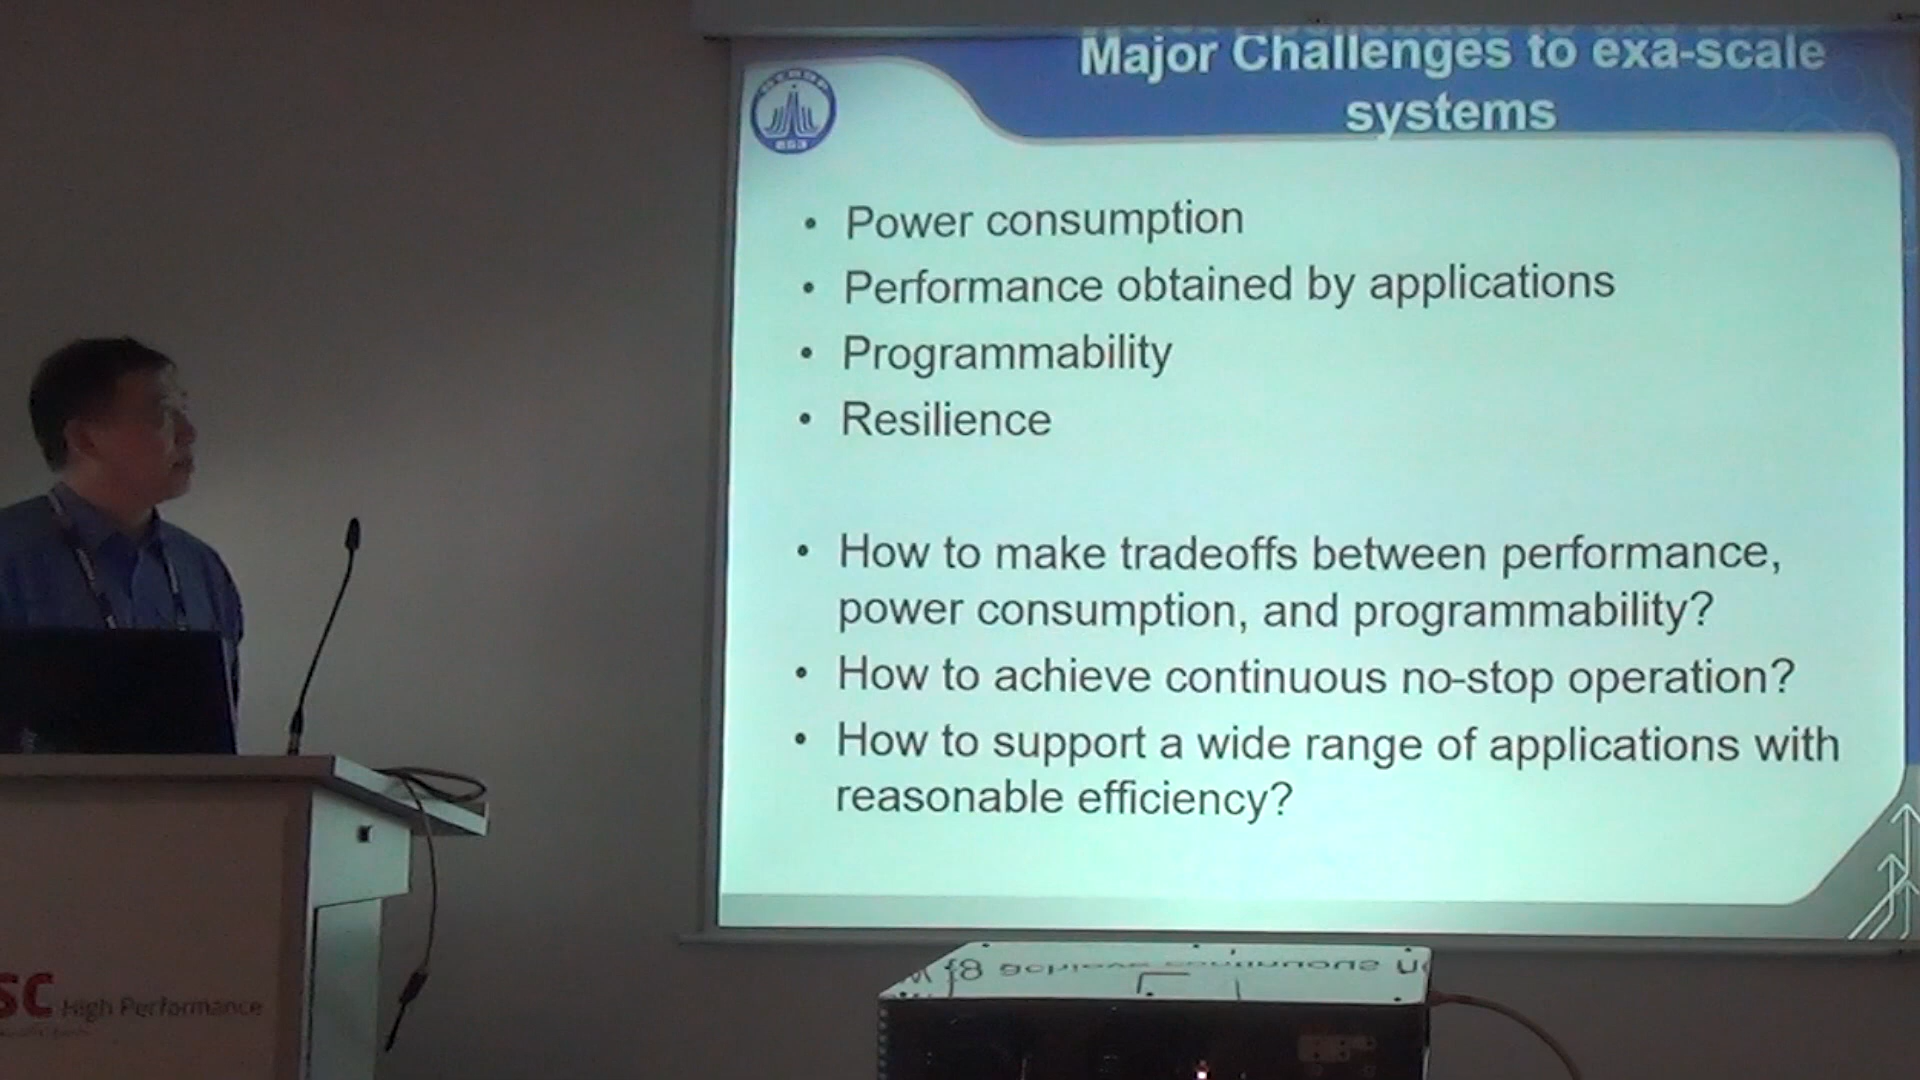 Major Challenges to exa-scale
systems
863
• Power consumption
• Performance obtained by applications
• Programmability
• Resilience
• How to make tradeoffs between performance,
power consumption, and programmability?
• How to achieve continuous no-stop operation?
• How to support a wide range of applications with
reasonable efficiency?
SC High Performance